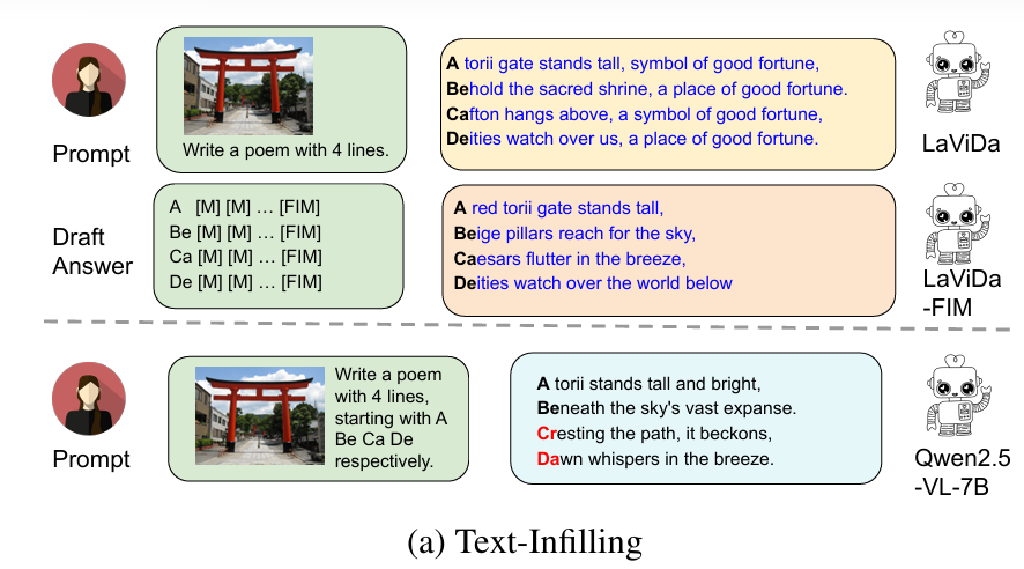 Prompt
Write a poem with 4 lines.
A torii gate stands tall, symbol of good fortune,
Behold the sacred shrine, a place of good fortune.
Cafton hangs above, a symbol of good fortune,
Deities watch over us, a place of good fortune.
LaViDa
Draft
Answer
A [M] [M] … [FIM]
Be [M] [M] … [FIM]
Ca [M] [M] … [FIM]
De [M] [M] … [FIM]
A red torii gate stands tall,
Beige pillars reach for the sky,
Caesars flutter in the breeze,
Deities watch over the world below
LaViDa
-FIM
Prompt
Write a poem
with 4 lines,
starting with A
Be Ca De
respectively.
A torii stands tall and bright,
Beneath the sky's vast expanse.
Cresting the path, it beckons,
Dawn whispers in the breeze.
Qwen2.5
-VL-7B
(a) Text-Infilling